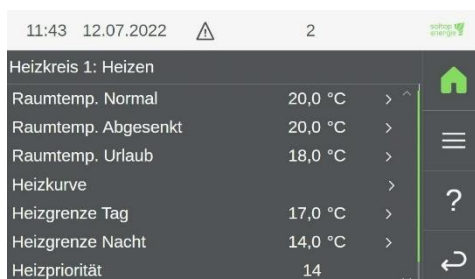 11:43 12.07.2022 2
softop energie
Heizkreis 1: Heizen
Raumtemp. Normal 20,0 °C >
Raumtemp. Abgesenkt 20,0 °C >
Raumtemp. Urlaub 18,0 °C >
Heizkurve >
Heizgrenze Tag 17,0 °C >
Heizgrenze Nacht 14,0 °C >
Heizpriorität 14
?